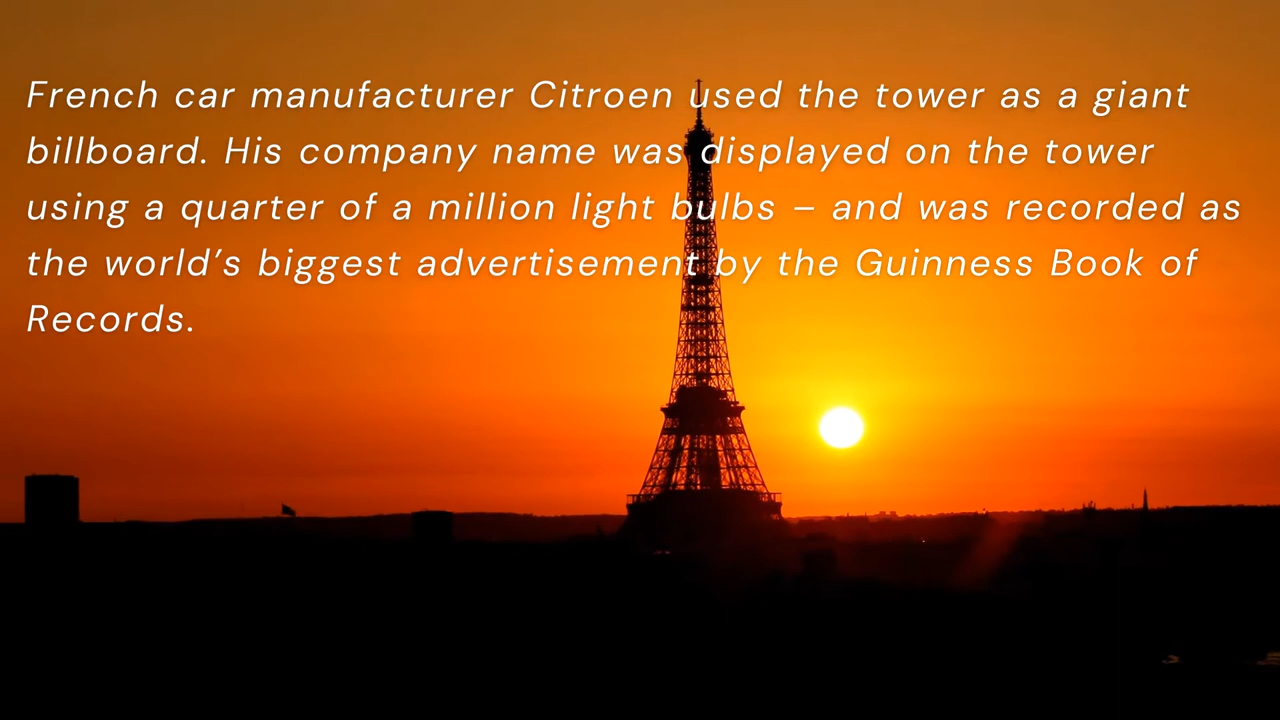 French car manufacturer Citroen used the tower as a giant
billboard. His company name was displayed on the tower
using a quarter of a million light bulbs – and was recorded as
the world’s biggest advertisement by the Guinness Book of
Records.